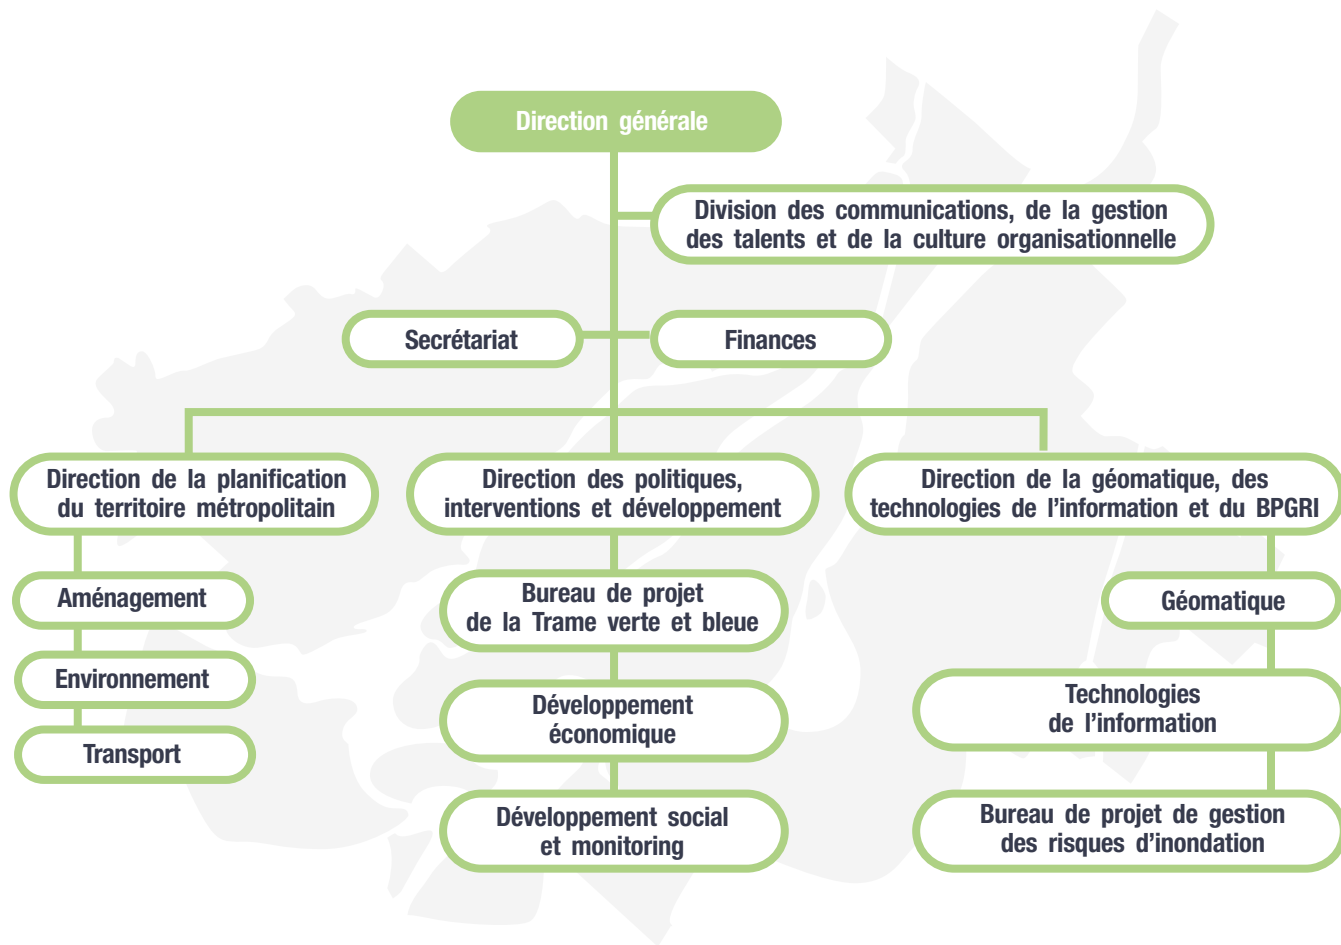 Direction générale
Division des communications, de la gestion
des talents et de la culture organisationnelle
Secrétariat
Finances
Direction de la planification
du territoire métropolitain
Aménagement
Environnement
Transport
Direction des politiques,
interventions et développement
Bureau de projet
de la Trame verte et bleue
Développement
économique
Développement social
et monitoring
Direction de la géomatique, des
technologies de l’information et du BPGRI
Géomatique
Technologies
de l’information
Bureau de projet de gestion
des risques d’inondation